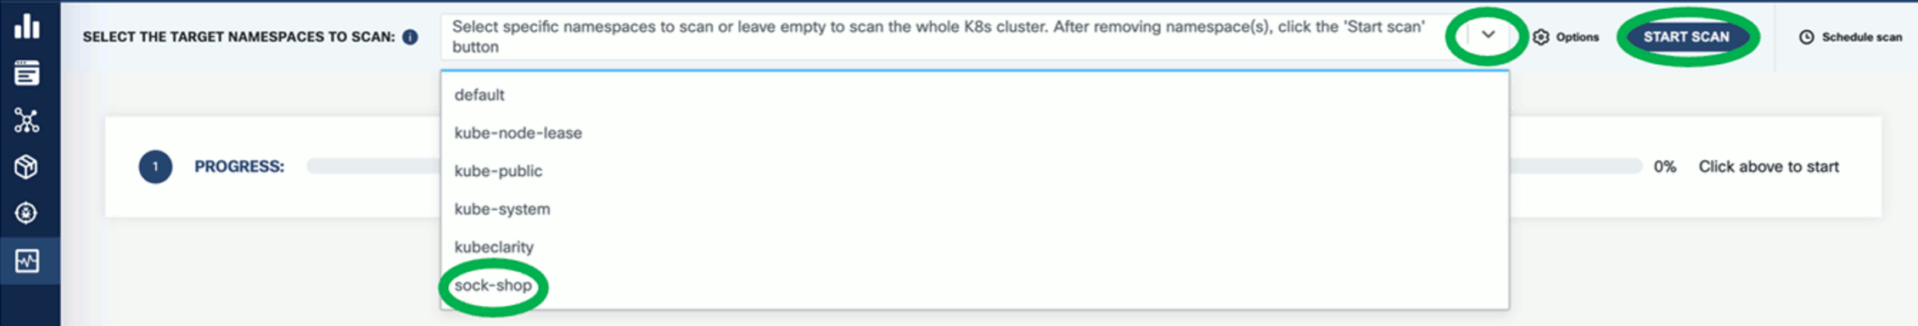 SELECT THE TARGET NAMESPACES TO SCAN:
Select specific namespaces to scan or leave empty to scan the whole K8s cluster. After removing namespace(s), click the 'Start scan'
button
Options
START SCAN
Schedule scan
default
kube-node-lease
kube-public
kube-system
kubeclarity
sock-shop
1
PROGRESS:
0%
Click above to start